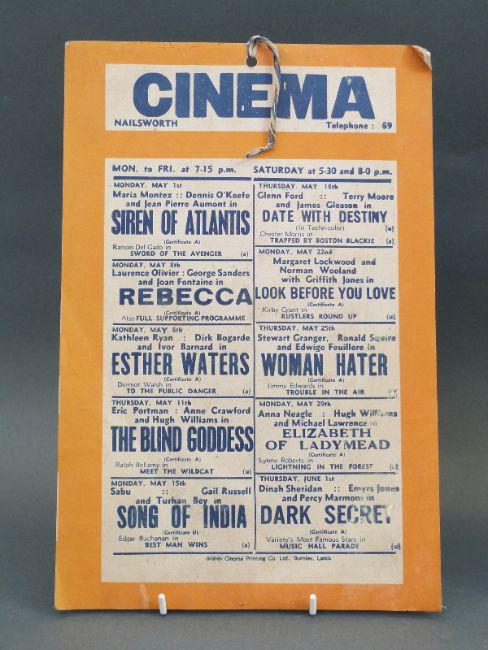 CINEMA
NAILSWORTH Telephone : 69
MON. to FRI. at 7-15 p.m.
MONDAY, MAY 1st
Maria Montez :: Dennis O'Keefe
and Jean Pierre Aumont in
SIREN OF ATLANTIS
(Certificate A)
Ramon Del Gado in
SWORD OF THE AVENGER (a)
MONDAY, MAY
Laurence Olivier : George Sanders
and Joan Fontaine in
REBECCA
(Certificate A)
Also FULL SUPPORTING PROGRAMME
MONDAY, MAY 8th
Kathleen Ryan : Dirk Bogarde
and Ivor Barnard in
ESTHER WATERS
(Certificate A)
Dermot Walsh in
TO THE PUBLIC DANGER (a)
THURSDAY, MAY 11th
Eric Portman : Anne Crawford
and Hugh Williams in
THE BLIND GODDESS
(Certificate A)
Ralph Bellamy in
MEET THE WILDCAT (a)
MONDAY, MAY 15th
Sabu :: Gail Russell
and Turhan Bey in
SONG OF INDIA
(Certificate U)
Edgar Buchanan in
BEST MAN WINS (a)
SATURDAY at 5-30 and 8-0 p.m.
THURSDAY, MAY 18th
Glenn Ford :: Terry Moore
and James Gleason in
DATE WITH DESTINY
(In Technicolor) (a)
Chester Morris in
TRAPPED BY BOSTON BLACKIE (a)
MONDAY, MAY 22nd
Margaret Lockwood and
Norman Wooland
with Griffith Jones in
LOOK BEFORE YOU LOVE
(Certificate A)
Kirby Grant in
RUSTLERS ROUND UP (u)
THURSDAY, MAY 25th
Stewart Granger, Ronald Squire
and Edwige Feuillere in
WOMAN HATER
(Certificate A)
Jimmy Edwards in
TROUBLE IN THE AIR
MONDAY, MAY 29th
Anna Neagle : Hugh Williams
and Michael Lawrence
ELIZABETH
OF LADYMEAD
(Certificate A)
Lynne Roberts in
LIGHTNING IN THE FOREST
THURSDAY, JUNE 1st
Dinah Sheridan :: Emyrs Jones
and Percy Marmont in
DARK SECRET
(Certificate A)
Variety's Most Famous Stars in
MUSIC HALL PARADE (u)
British Cinema Printing Co. Ltd., Burnley, Lancs